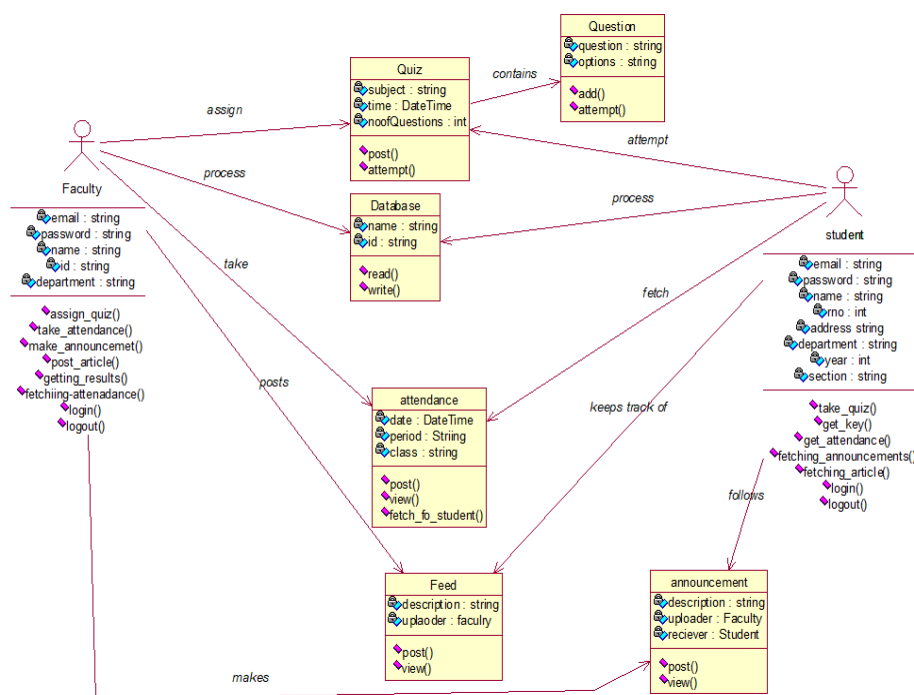 Question
question : string
options : string
add()
attempt()
contains
Quiz
subject : string
time : DateTime
noofQuestions : int
post()
attempt()
assign
attempt
Faculty
email : string
password : string
name : string
id : string
department : string
assign_quiz()
take_attendance()
make_announcemet()
post_article()
getting_results()
fetchiing-attenadance()
login()
logout()
process
Database
name : string
id : string
read()
write()
process
student
email : string
password : string
name : string
rno : int
address string
department : string
year : int
section : string
take_quiz()
get_key()
get_attendance()
fetching_announcements()
fetching_article()
login()
logout()
take
fetch
posts
attendance
date : DateTime
period : Striing
class : string
post()
view()
fetch_fo_student()
keeps track of
follows
Feed
description : string
uplaoder : faculry
post()
view()
announcement
description : string
uploader : Faculty
reciever : Student
post()
view()
makes